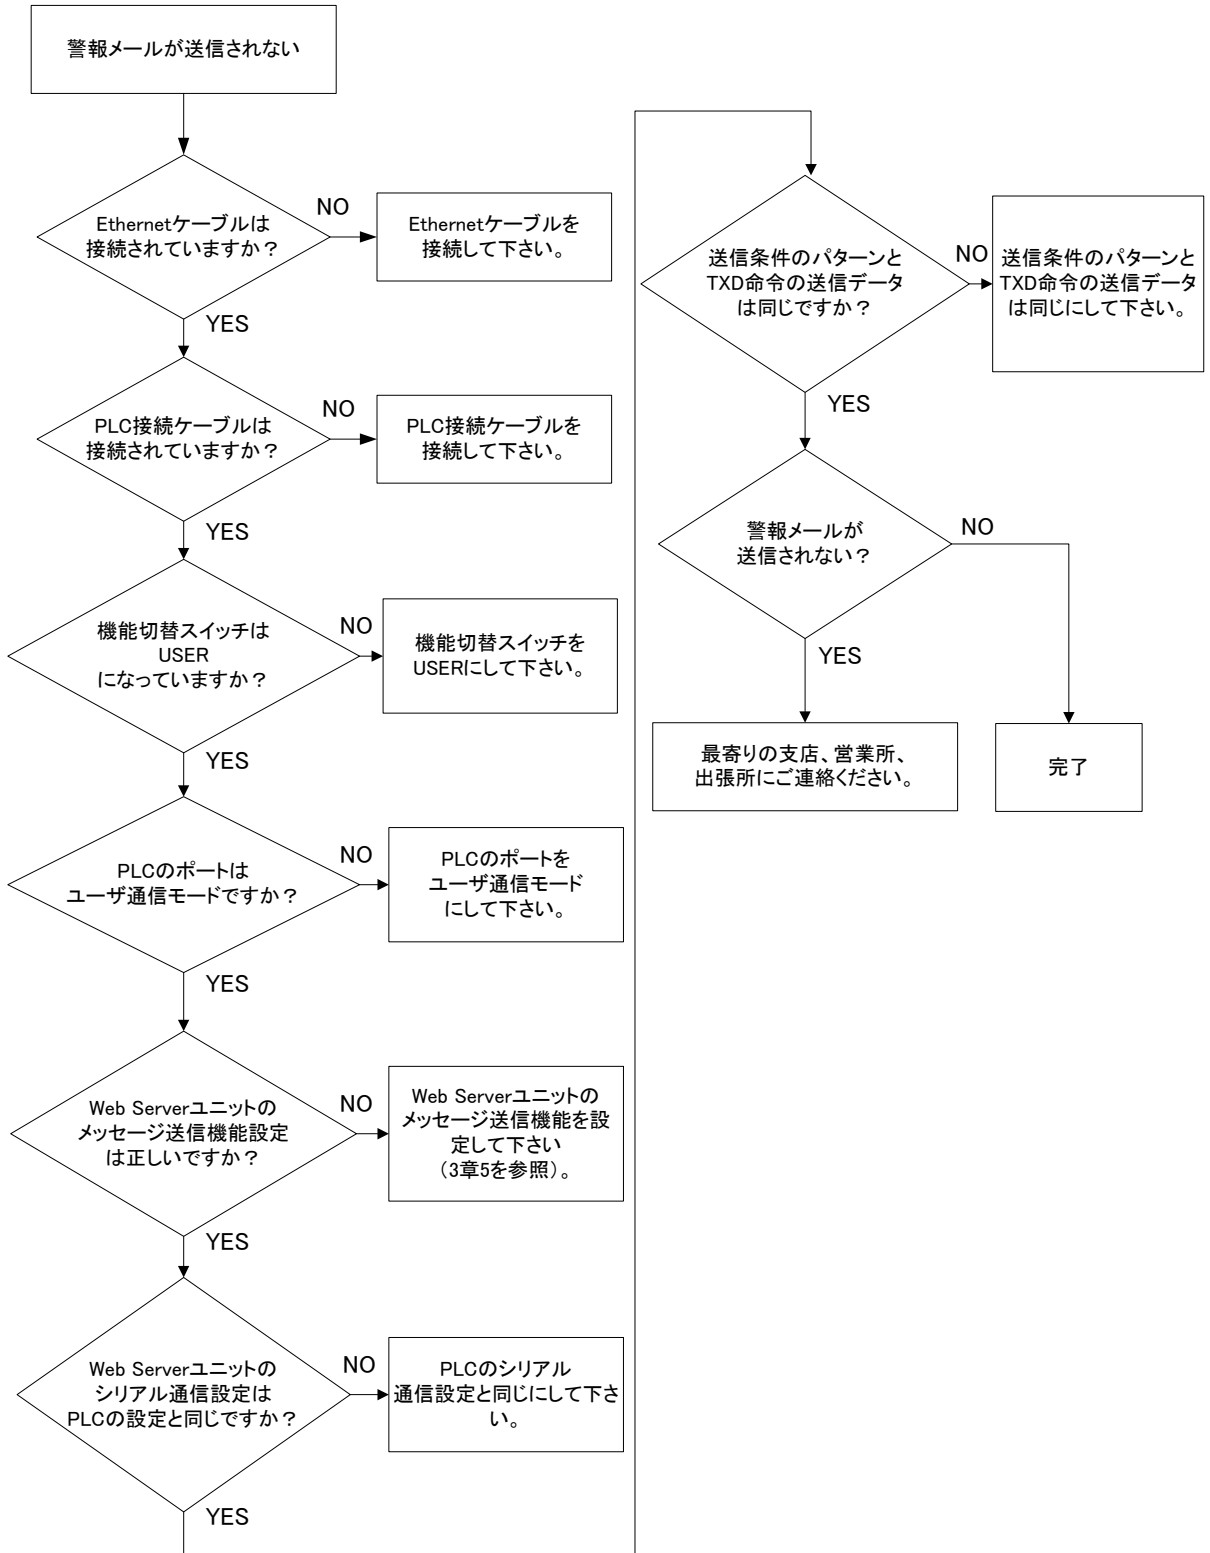 警報メールが送信されない
Ethernetケーブルは
接続されていますか？
NO
Ethernetケーブルを
接続して下さい。
YES
PLC接続ケーブルは
接続されていますか？
NO
PLC接続ケーブルを
接続して下さい。
YES
機能切替スイッチは
USER
になっていますか？
NO
機能切替スイッチを
USERにして下さい。
YES
PLCのポートは
ユーザ通信モードですか？
NO
PLCのポートを
ユーザ通信モード
にして下さい。
YES
Web Serverユニットの
メッセージ送信機能設定
は正しいですか？
NO
Web Serverユニットの
メッセージ送信機能を設
定して下さい
（3章5を参照）。
YES
Web Serverユニットの
シリアル通信設定は
PLCの設定と同じですか？
NO
PLCのシリアル
通信設定と同じにして下さ
い。
YES
送信条件のパターンと
TXD命令の送信データ
は同じですか？
NO
送信条件のパターンと
TXD命令の送信データ
は同じにして下さい。
YES
警報メールが
送信されない？
NO
YES
最寄りの支店、営業所、
出張所にご連絡ください。
完了